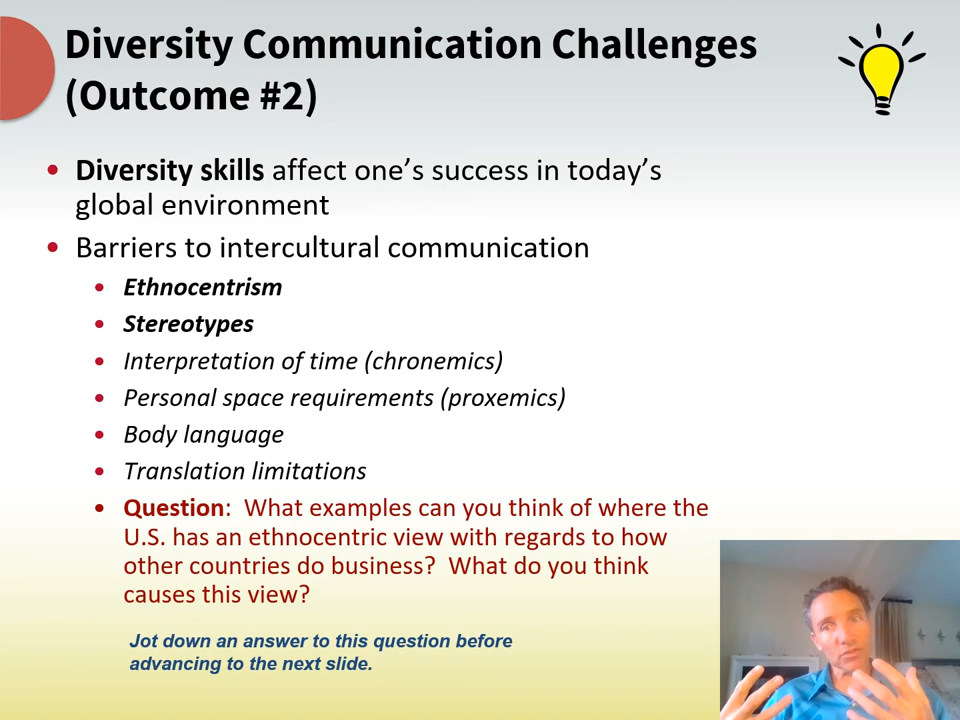 Diversity Communication Challenges
(Outcome #2)
• Diversity skills affect one's success in today's
global environment
• Barriers to intercultural communication
• Ethnocentrism
• Stereotypes
• Interpretation of time (chronemics)
• Personal space requirements (proxemics)
• Body language
• Translation limitations
• Question:  What examples can you think of where the
U.S. has an ethnocentric view with regards to how
other countries do business?  What do you think
causes this view?
Jot down an answer to this question before
advancing to the next slide.